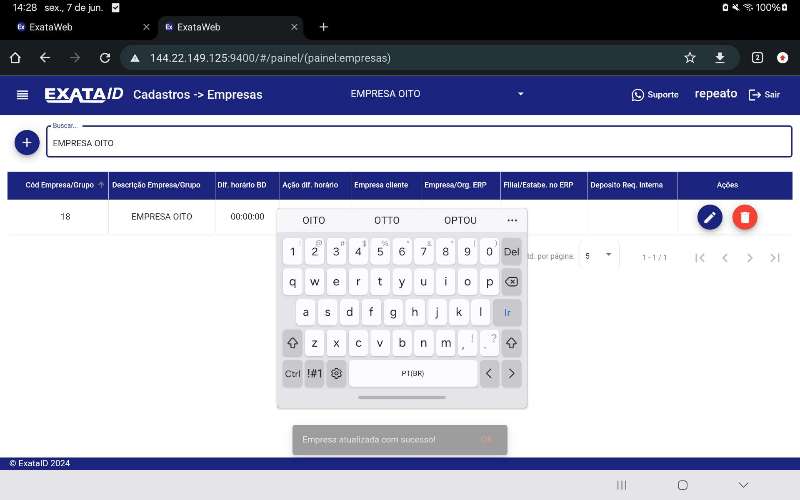 14:28 sex., 7 de jun. 100%
ExataWeb
ExataWeb
144.22.149.125:9400/#/painel/(painel:empresas) 2
EXATAID Cadastros -> Empresas EMPRESA OITO Suporte repeato Sair
Buscar...
EMPRESA OITO
Cód Empresa/Grupo Descrição Empresa/Grupo Dif. horário BD Ação dif. horário Empresa cliente Empresa/Org. ERP Filial/Estabe. no ERP Deposito Req. Interna Ações
18 EMPRESA OITO 00:00:00
OITO OTTO OPTOU ...
1 2 3 4 5 6 7 8 9 0 Del
td. por página: 5 1 - 1 / 1
q w e r t y u i o p
a s d f g h j k l Ir
z x c v b n m , ! . ?
Ctrl !#1 PT(BR)
Empresa atualizada com sucesso! Ok
© ExataID 2024